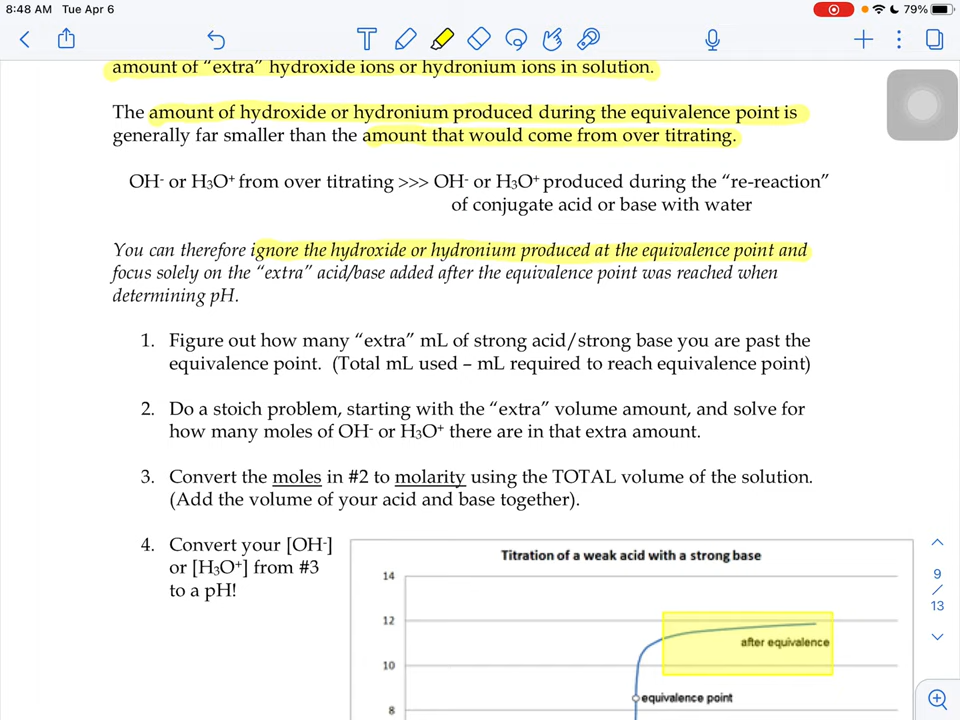 8:48 AM Tue Apr 6
79%
T
amount of “extra” hydroxide ions or hydronium ions in solution.
The amount of hydroxide or hydronium produced during the equivalence point is
generally far smaller than the amount that would come from over titrating.
OH- or H3O+ from over titrating >>> OH- or H3O+ produced during the “re-reaction”
of conjugate acid or base with water
You can therefore ignore the hydroxide or hydronium produced at the equivalence point and
focus solely on the “extra” acid/base added after the equivalence point was reached when
determining pH.
1. Figure out how many “extra” mL of strong acid/strong base you are past the
equivalence point. (Total mL used – mL required to reach equivalence point)
2. Do a stoich problem, starting with the “extra” volume amount, and solve for
how many moles of OH- or H3O+ there are in that extra amount.
3. Convert the moles in #2 to molarity using the TOTAL volume of the solution.
(Add the volume of your acid and base together).
4. Convert your [OH-]
or [H3O+] from #3
to a pH!
Titration of a weak acid with a strong base
14
12
after equivalence
10
equivalence point
8
9
/
13